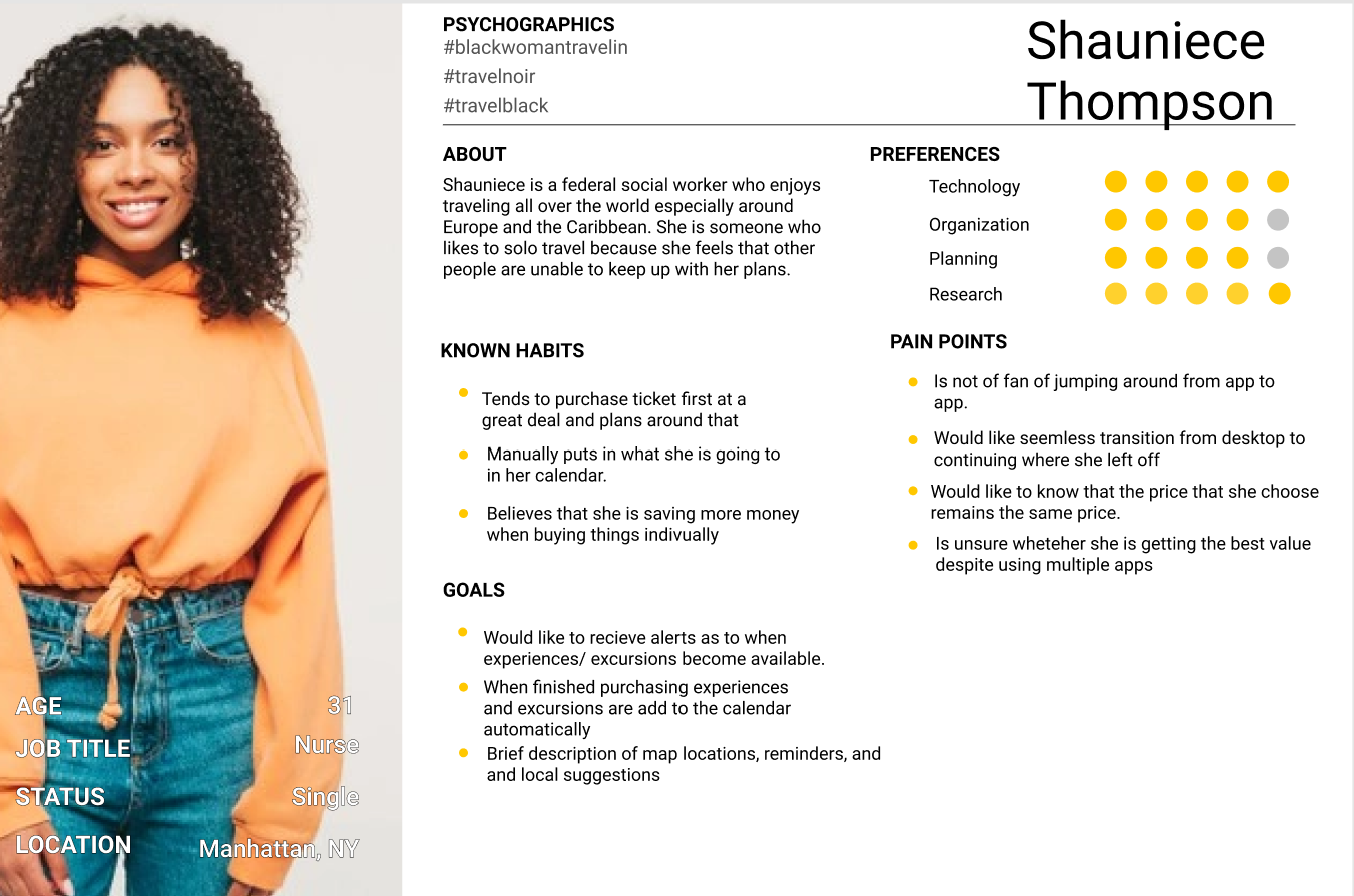 PSYCHOGRAPHICS
#blackwomantravelin
#travelnoir
#travelblack
Shauniece
Thompson
ABOUT
Shauniece is a federal social worker who enjoys
traveling all over the world especially around
Europe and the Caribbean. She is someone who
likes to solo travel because she feels that other
people are unable to keep up with her plans.
PREFERENCES
Technology
Organization
Planning
Research
KNOWN HABITS
Tends to purchase ticket first at a
great deal and plans around that
Manually puts in what she is going to
in her calendar.
Believes that she is saving more money
when buying things indivually
PAIN POINTS
Is not of fan of jumping around from app to
app.
Would like seemless transition from desktop to
continuing where she left off
Would like to know that the price that she choose
remains the same price.
Is unsure wheteher she is getting the best value
despite using multiple apps
GOALS
Would like to recieve alerts as to when
experiences/ excursions become available.
When finished purchasing experiences
and excursions are add to the calendar
automatically
Brief description of map locations, reminders, and
and local suggestions
AGE 31
JOB TITLE Nurse
STATUS Single
LOCATION Manhattan, NY